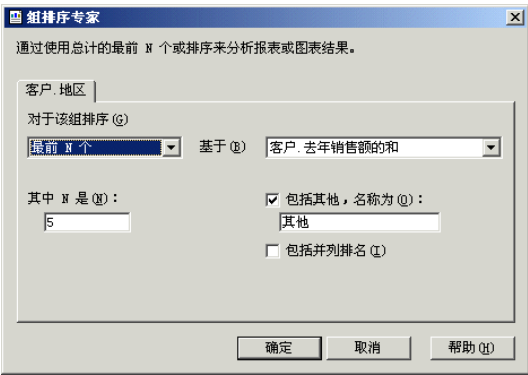 组排序专家
通过使用总计的最前 N 个或排序来分析报表或图表结果。
客户.地区
对于该组排序(G)
最前 N 个 基于(B) 客户.去年销售额的和
其中 N 是(N)： 包括其他，名称为(O)：
5 其他
包括并列排名(I)
确定 取消 帮助(H)